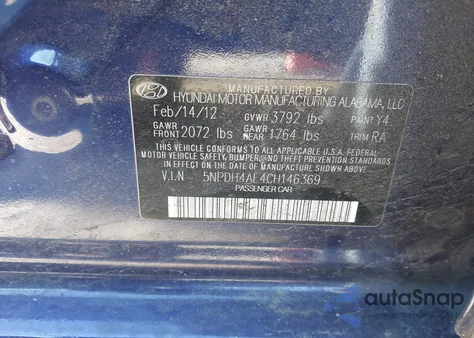 MANUFACTURED BY
HYUNDAI MOTOR MANUFACTURING ALABAMA, LLC
Feb/14/12 GVWR 3792 lbs PAINT Y4
GAWR FRONT 2072 lbs GAWR REAR 1764 lbs TRIM RA
THIS VEHICLE CONFORMS TO ALL APPLICABLE U.S.A FEDERAL
MOTOR VEHICLE SAFETY, BUMPER, AND THEFT PREVENTION STANDARDS
IN EFFECT ON THE DATE OF MANUFACTURE SHOWN ABOVE.
V.I.N 5NPDH4AE4CH146369
PASSENGER CAR
autoSnap